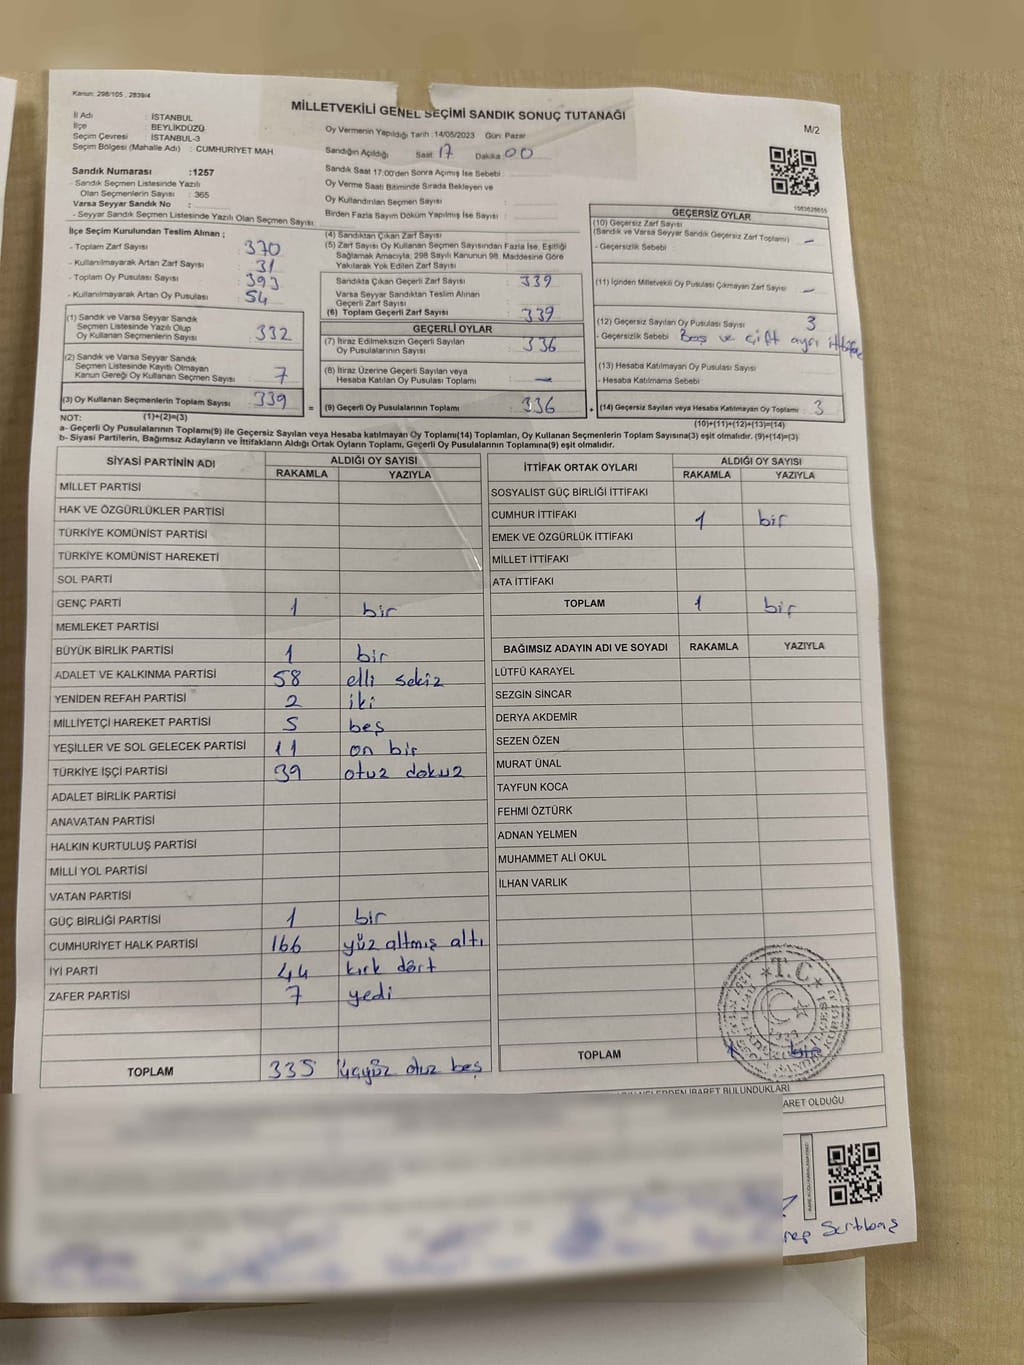 Kanun: 298/105 , 2839/4
MİLLETVEKİLİ GENEL SEÇİMİ SANDIK SONUÇ TUTANAĞI
M/2
İl Adı : İSTANBUL
İlçe : BEYLİKDÜZÜ
Seçim Çevresi : İSTANBUL-3
Seçim Bölgesi (Mahalle Adı) : CUMHURİYET MAH.
Oy Vermenin Yapıldığı Tarih : 14/05/2023 Gün: Pazar
Sandığın Açıldığı Saat 17 Dakika 00
Sandık Numarası :1257
- Sandık Seçmen Listesinde Yazılı
Olan Seçmenlerin Sayısı : 365
Varsa Seyyar Sandık No :
- Seyyar Sandık Seçmen Listesinde Yazılı Olan Seçmen Sayısı:
Sandık Saat 17:00'den Sonra Açımış İse Sebebi :
Oy Verme Saati Bitiminde Sırada Bekleyen ve
Oy Kullandırılan Seçmen Sayısı :
Birden Fazla Sayım Döküm Yapılmış İse Sayısı :
1563628655
İlçe Seçim Kurulundan Teslim Alınan ;
- Toplam Zarf Sayısı : 370
- Kullanılmayarak Artan Zarf Sayısı : 31
- Toplam Oy Pusulası Sayısı : 393
- Kullanılmayarak Artan Oy Pusulası : 54
(1) Sandık ve Varsa Seyyar Sandık
Seçmen Listesinde Yazılı Olup
Oy Kullanan Seçmenlerin Sayısı : 332
(2) Sandık ve Varsa Seyyar Sandık
Seçmen Listesinde Kayıtlı Olmayan
Kanun Gereği Oy Kullanan Seçmen Sayısı : 7
(3) Oy Kullanan Seçmenlerin Toplam Sayısı : 339
(4) Sandıktan Çıkan Zarf Sayısı :
(5) Zarf Sayısı Oy Kullanan Seçmen Sayısından Fazla İse, Eşitliği
Sağlamak Amacıyla, 298 Sayılı Kanunun 98. Maddesine Göre
Yakılarak Yok Edilen Zarf Sayısı :
Sandıkta Çıkan Geçerli Zarf Sayısı : 339
Varsa Seyyar Sandıktan Teslim Alınan
Geçerli Zarf Sayısı :
(6) Toplam Geçerli Zarf Sayısı : 339
GEÇERLİ OYLAR
(7) İtiraz Edilmeksizin Geçerli Sayılan
Oy Pusulalarının Sayısı : 336
(8) İtiraz Üzerine Geçerli Sayılan veya
Hesaba Katılan Oy Pusulası Toplamı : —
= (9) Geçerli Oy Pusulalarının Toplamı : 336
GEÇERSİZ OYLAR
(10) Geçersiz Zarf Sayısı
(Sandık ve Varsa Seyyar Sandık Geçersiz Zarf Toplamı) : —
- Geçersizlik Sebebi :
(11) İçinden Milletvekili Oy Pusulası Çıkmayan Zarf Sayısı : —
(12) Geçersiz Sayılan Oy Pusulası Sayısı : 3
- Geçersizlik Sebebi : Boş ve çift ayrı ittifak
(13) Hesaba Katılmayan Oy Pusulası Sayısı :
- Hesaba Katılmama Sebebi :
+ (14) Geçersiz Sayılan veya Hesaba Katılmayan Oy Toplamı : 3
NOT: (1)+(2)=(3)
(10)+(11)+(12)+(13)=(14)
a- Geçerli Oy Pusulalarının Toplamı(9) ile Geçersiz Sayılan veya Hesaba katılmayan Oy Toplamı(14) Toplamları, Oy Kullanan Seçmenlerin Toplam Sayısına(3) eşit olmalıdır. (9)+(14)=(3)
b- Siyasi Partilerin, Bağımsız Adayların ve İttifakların Aldığı Ortak Oyların Toplamı, Geçerli Oy Pusulalarının Toplamına(9) eşit olmalıdır.
SİYASİ PARTİNİN ADI
ALDIĞI OY SAYISI
RAKAMLA YAZIYLA
MİLLET PARTİSİ
HAK VE ÖZGÜRLÜKLER PARTİSİ
TÜRKİYE KOMÜNİST PARTİSİ
TÜRKİYE KOMÜNİST HAREKETİ
SOL PARTİ
GENÇ PARTİ 1 bir
MEMLEKET PARTİSİ
BÜYÜK BİRLİK PARTİSİ 1 bir
ADALET VE KALKINMA PARTİSİ 58 elli sekiz
YENİDEN REFAH PARTİSİ 2 iki
MİLLİYETÇİ HAREKET PARTİSİ 5 beş
YEŞİLLER VE SOL GELECEK PARTİSİ 11 on bir
TÜRKİYE İŞÇİ PARTİSİ 39 otuz dokuz
ADALET BİRLİK PARTİSİ
ANAVATAN PARTİSİ
HALKIN KURTULUŞ PARTİSİ
MİLLİ YOL PARTİSİ
VATAN PARTİSİ
GÜÇ BİRLİĞİ PARTİSİ 1 bir
CUMHURİYET HALK PARTİSİ 166 yüz altmış altı
İYİ PARTİ 44 kırk dört
ZAFER PARTİSİ 7 yedi
TOPLAM 335 üçyüz otuz beş
İTTİFAK ORTAK OYLARI
ALDIĞI OY SAYISI
RAKAMLA YAZIYLA
SOSYALİST GÜÇ BİRLİĞİ İTTİFAKI
CUMHUR İTTİFAKI 1 bir
EMEK VE ÖZGÜRLÜK İTTİFAKI
MİLLET İTTİFAKI
ATA İTTİFAKI
TOPLAM 1 bir
BAĞIMSIZ ADAYIN ADI VE SOYADI RAKAMLA YAZIYLA
LÜTFÜ KARAYEL
SEZGİN SİNCAR
DERYA AKDEMİR
SEZEN ÖZEN
MURAT ÜNAL
TAYFUN KOCA
FEHMİ ÖZTÜRK
ADNAN YELMEN
MUHAMMET ALİ OKUL
İLHAN VARLIK
T.C.
TOPLAM 1 bir
BULUNDUKLARI
ARET OLDUĞU